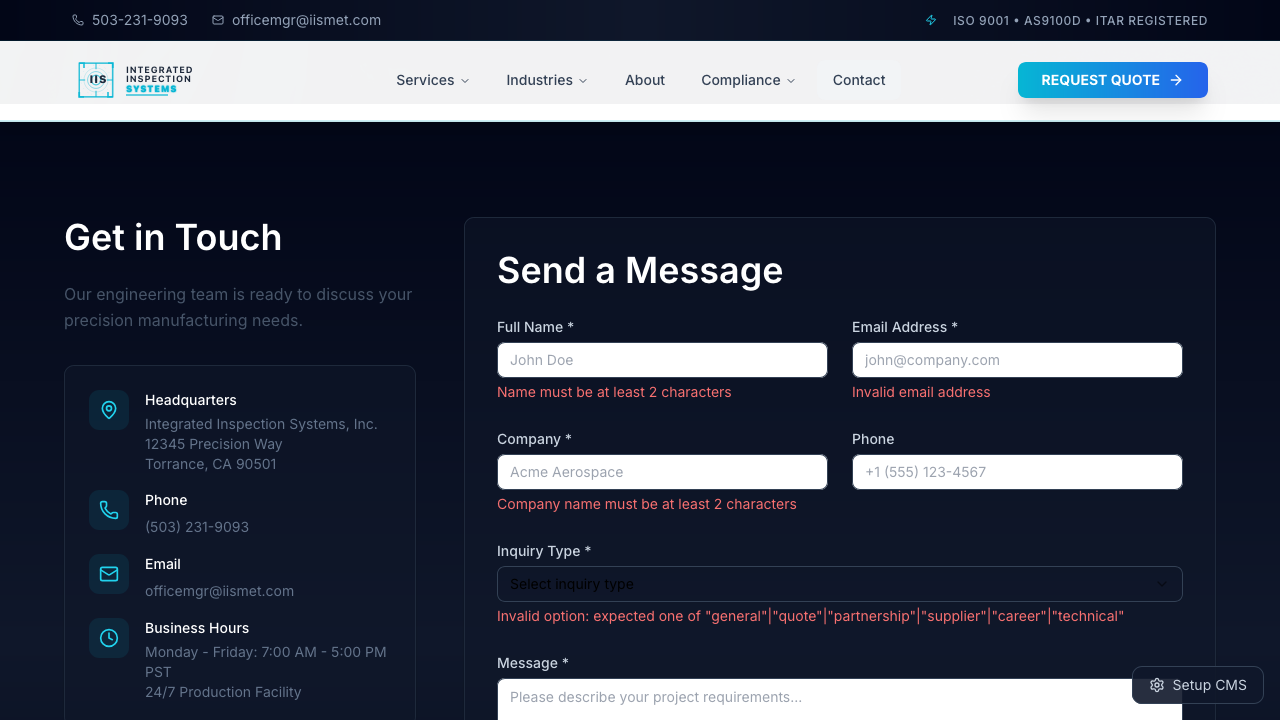 503-231-9093
officemgr@iismet.com
ISO 9001 • AS9100D • ITAR REGISTERED
IIS
INTEGRATED
INSPECTION
SYSTEMS
Services
Industries
About
Compliance
Contact
REQUEST QUOTE
Get in Touch
Our engineering team is ready to discuss your
precision manufacturing needs.
Headquarters
Integrated Inspection Systems, Inc.
12345 Precision Way
Torrance, CA 90501
Phone
(503) 231-9093
Email
officemgr@iismet.com
Business Hours
Monday - Friday: 7:00 AM - 5:00 PM
PST
24/7 Production Facility
Send a Message
Full Name *
John Doe
Name must be at least 2 characters
Email Address *
john@company.com
Invalid email address
Company *
Acme Aerospace
Company name must be at least 2 characters
Phone
+1 (555) 123-4567
Inquiry Type *
Select inquiry type
Invalid option: expected one of "general"|"quote"|"partnership"|"supplier"|"career"|"technical"
Message *
Please describe your project requirements...
Setup CMS